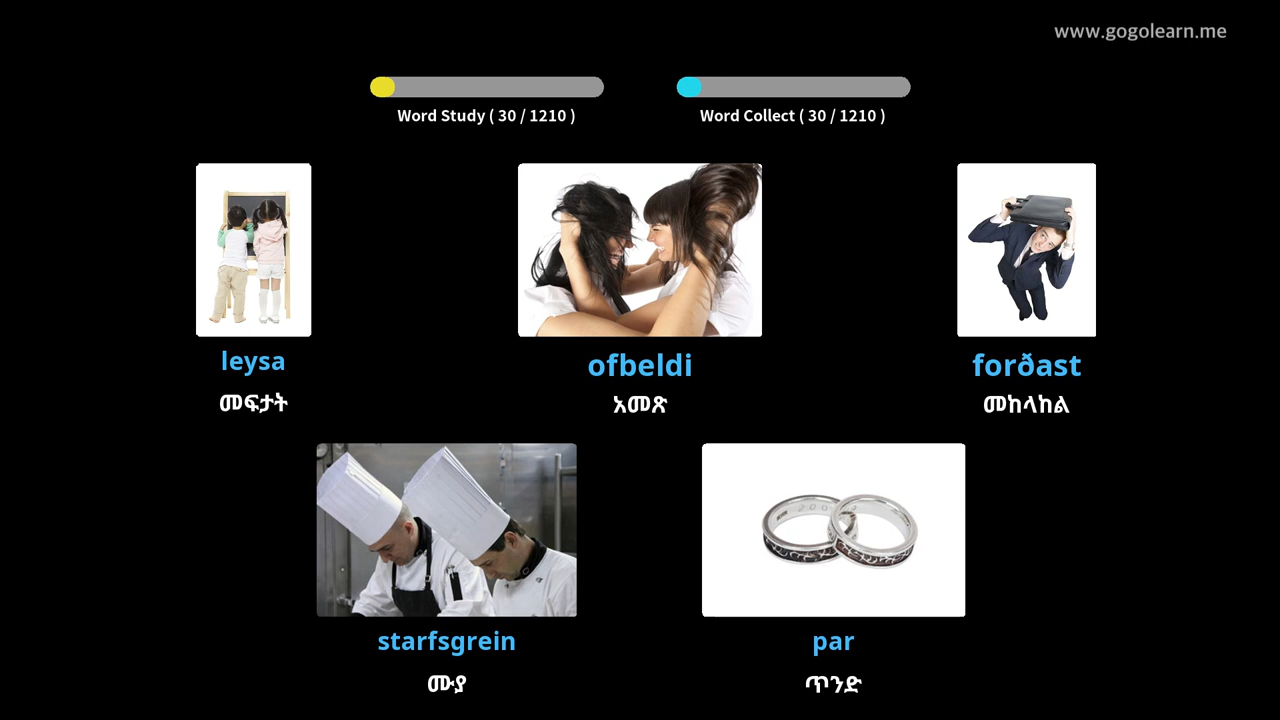 www.gogolearn.me
Word Study ( 30 / 1210 )
Word Collect ( 30 / 1210 )
leysa
መፍታት
ofbeldi
አመጽ
forðast
መከላከል
starfsgrein
ሙያ
par
ጥንድ